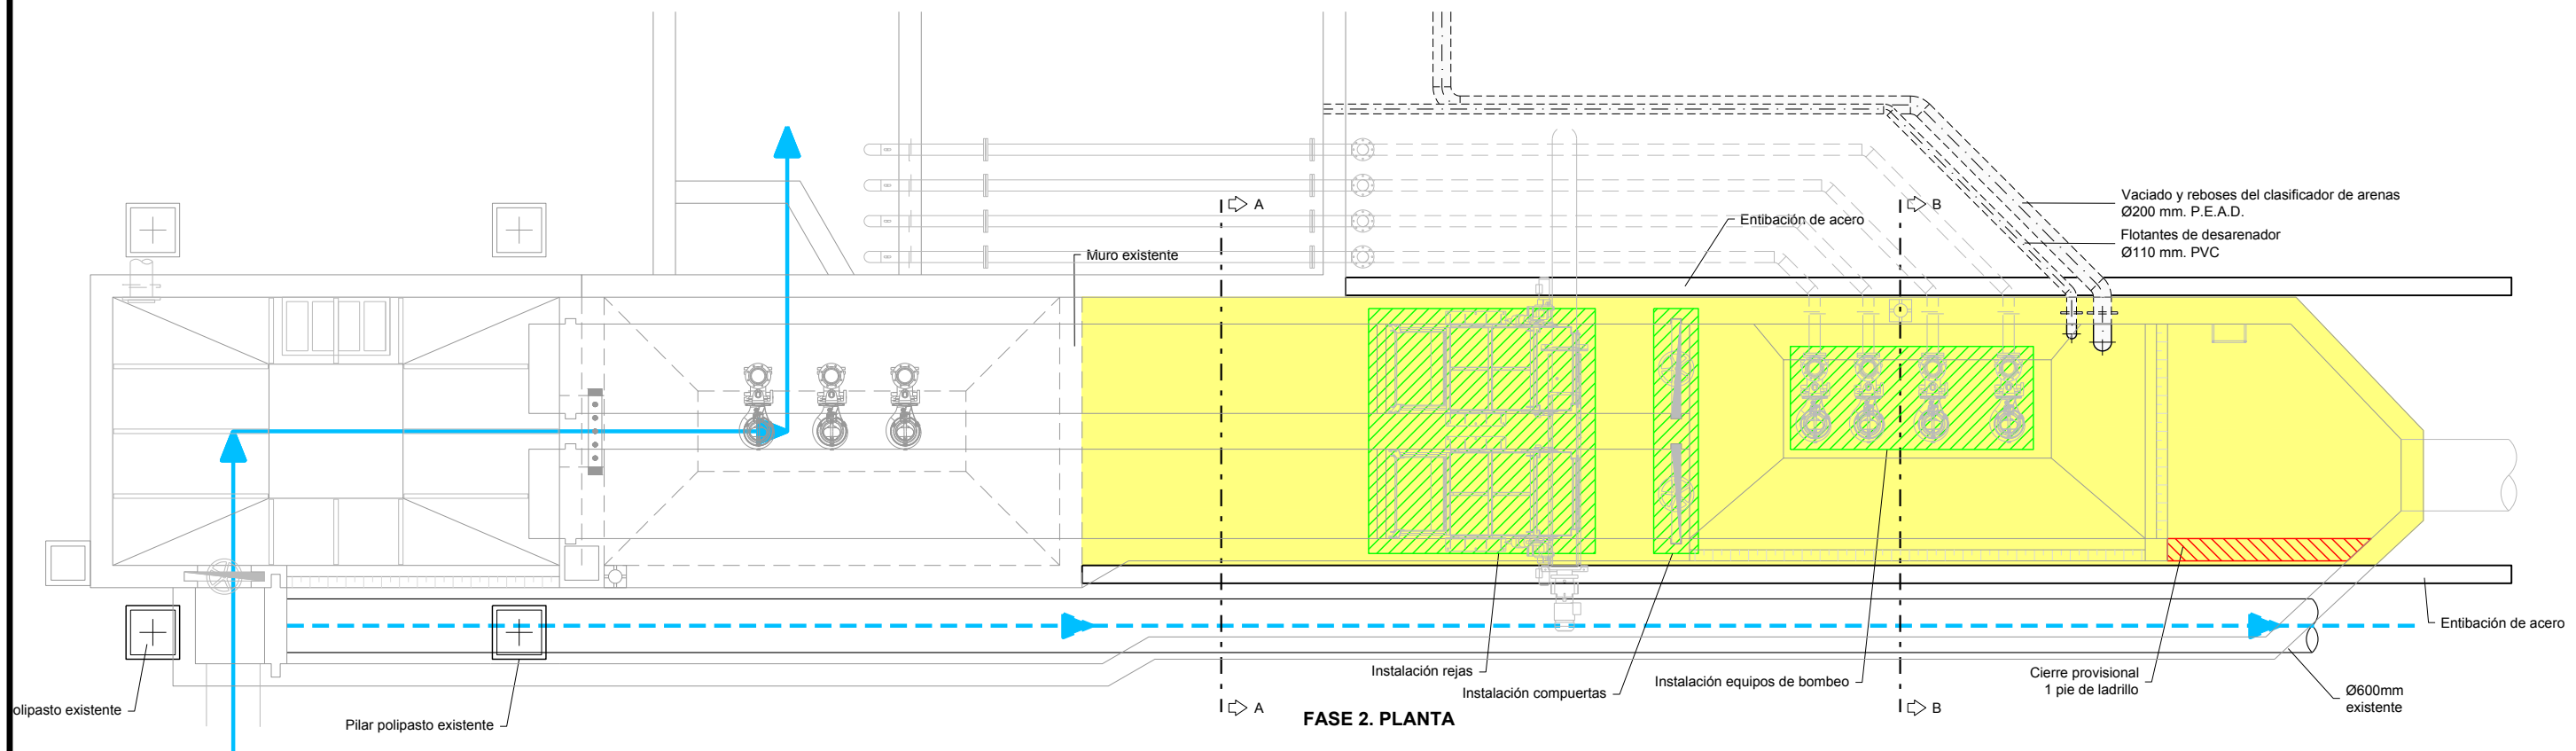 Vaciado y reboses del clasificador de arenas
Ø200 mm. P.E.A.D.
Flotantes de desarenador
Ø110 mm. PVC
A
B
Entibación de acero
Muro existente
Entibación de acero
Instalación rejas
Instalación compuertas
Instalación equipos de bombeo
Cierre provisional
1 pie de ladrillo
Ø600mm
existente
olipasto existente
Pilar polipasto existente
A
B
FASE 2. PLANTA